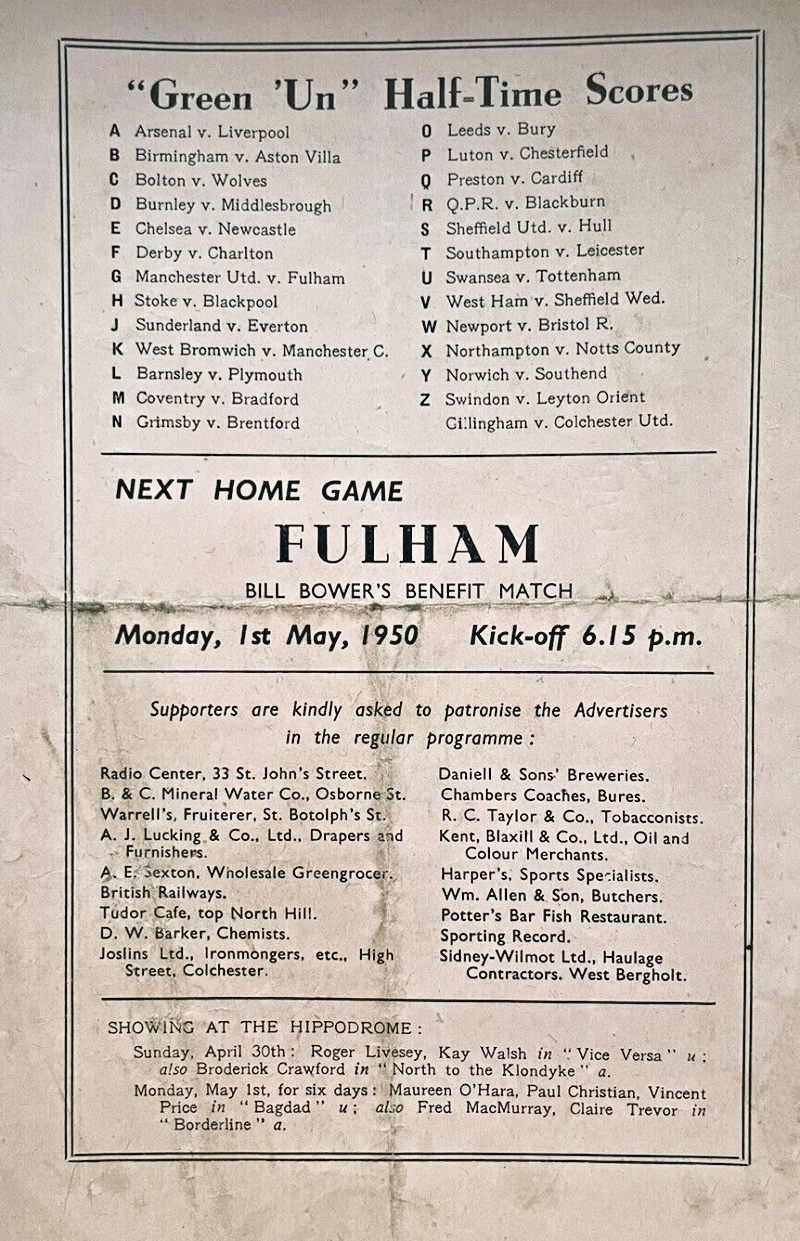 "Green 'Un" Half-Time Scores
A Arsenal v. Liverpool
B Birmingham v. Aston Villa
C Bolton v. Wolves
D Burnley v. Middlesbrough
E Chelsea v. Newcastle
F Derby v. Charlton
G Manchester Utd. v. Fulham
H Stoke v. Blackpool
J Sunderland v. Everton
K West Bromwich v. Manchester C.
L Barnsley v. Plymouth
M Coventry v. Bradford
N Grimsby v. Brentford
O Leeds v. Bury
P Luton v. Chesterfield
Q Preston v. Cardiff
R Q.P.R. v. Blackburn
S Sheffield Utd. v. Hull
T Southampton v. Leicester
U Swansea v. Tottenham
V West Ham v. Sheffield Wed.
W Newport v. Bristol R.
X Northampton v. Notts County
Y Norwich v. Southend
Z Swindon v. Leyton Orient
Gillingham v. Colchester Utd.
NEXT HOME GAME
FULHAM
BILL BOWER'S BENEFIT MATCH
Monday, 1st May, 1950 Kick-off 6.15 p.m.
Supporters are kindly asked to patronise the Advertisers
in the regular programme :
Radio Center, 33 St. John's Street.
B. & C. Mineral Water Co., Osborne St.
Warrell's, Fruiterer, St. Botolph's St.
A. J. Lucking & Co., Ltd., Drapers and
Furnishers.
A. E. Sexton, Wholesale Greengrocer.
British Railways.
Tudor Cafe, top North Hill.
D. W. Barker, Chemists.
Joslins Ltd., Ironmongers, etc., High
Street, Colchester.
Daniell & Sons' Breweries.
Chambers Coaches, Bures.
R. C. Taylor & Co., Tobacconists.
Kent, Blaxill & Co., Ltd., Oil and
Colour Merchants.
Harper's, Sports Specialists.
Wm. Allen & Son, Butchers.
Potter's Bar Fish Restaurant.
Sporting Record.
Sidney-Wilmot Ltd., Haulage
Contractors. West Bergholt.
SHOWING AT THE HIPPODROME :
Sunday, April 30th : Roger Livesey, Kay Walsh in "Vice Versa" u ;
also Broderick Crawford in "North to the Klondyke" a.
Monday, May 1st, for six days : Maureen O'Hara, Paul Christian, Vincent
Price in "Bagdad" u ; also Fred MacMurray, Claire Trevor in
"Borderline" a.